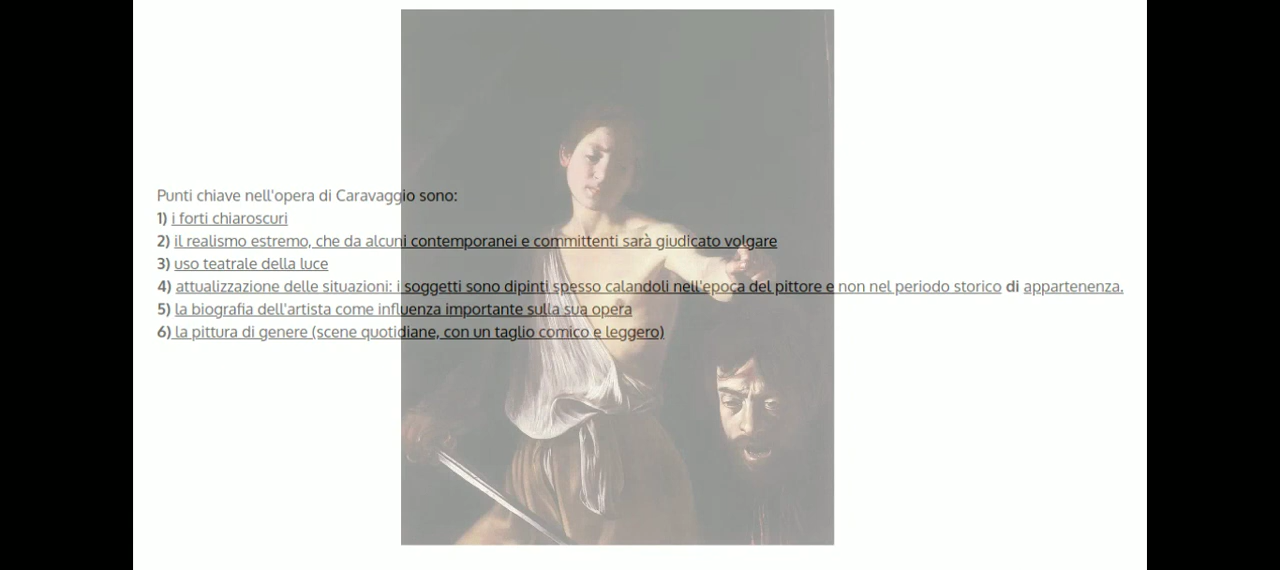 Punti chiave nell'opera di Caravaggio sono:
1) i forti chiaroscuri
2) il realismo estremo, che da alcuni contemporanei e committenti sarà giudicato volgare
3) uso teatrale della luce
4) attualizzazione delle situazioni: i soggetti sono dipinti spesso calandoli nell'epoca del pittore e non nel periodo storico di appartenenza.
5) la biografia dell'artista come influenza importante sulla sua opera
6) la pittura di genere (scene quotidiane, con un taglio comico e leggero)